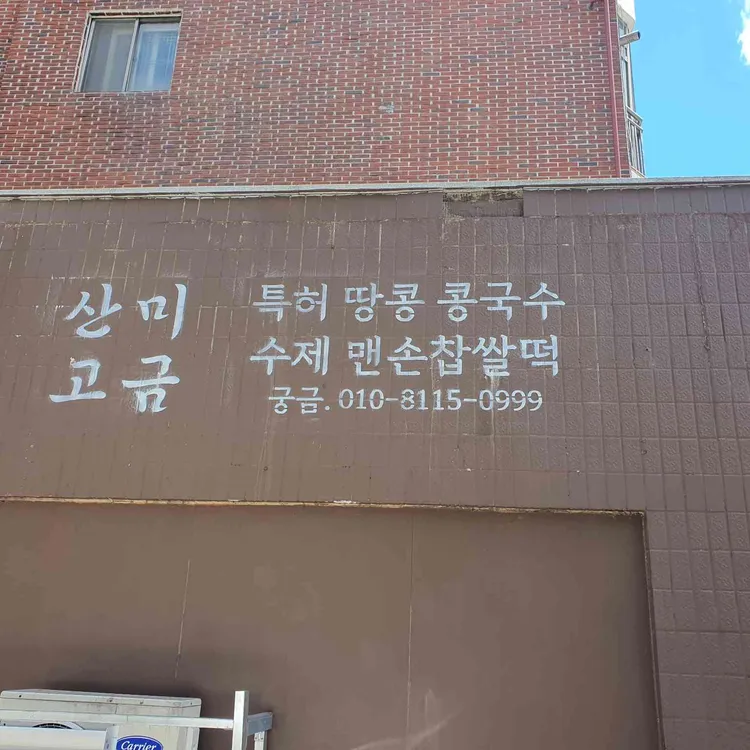 산미
고금
특허 땅콩 콩국수
수제 맨손찹쌀떡
궁금. 010-8115-0999
Carrier